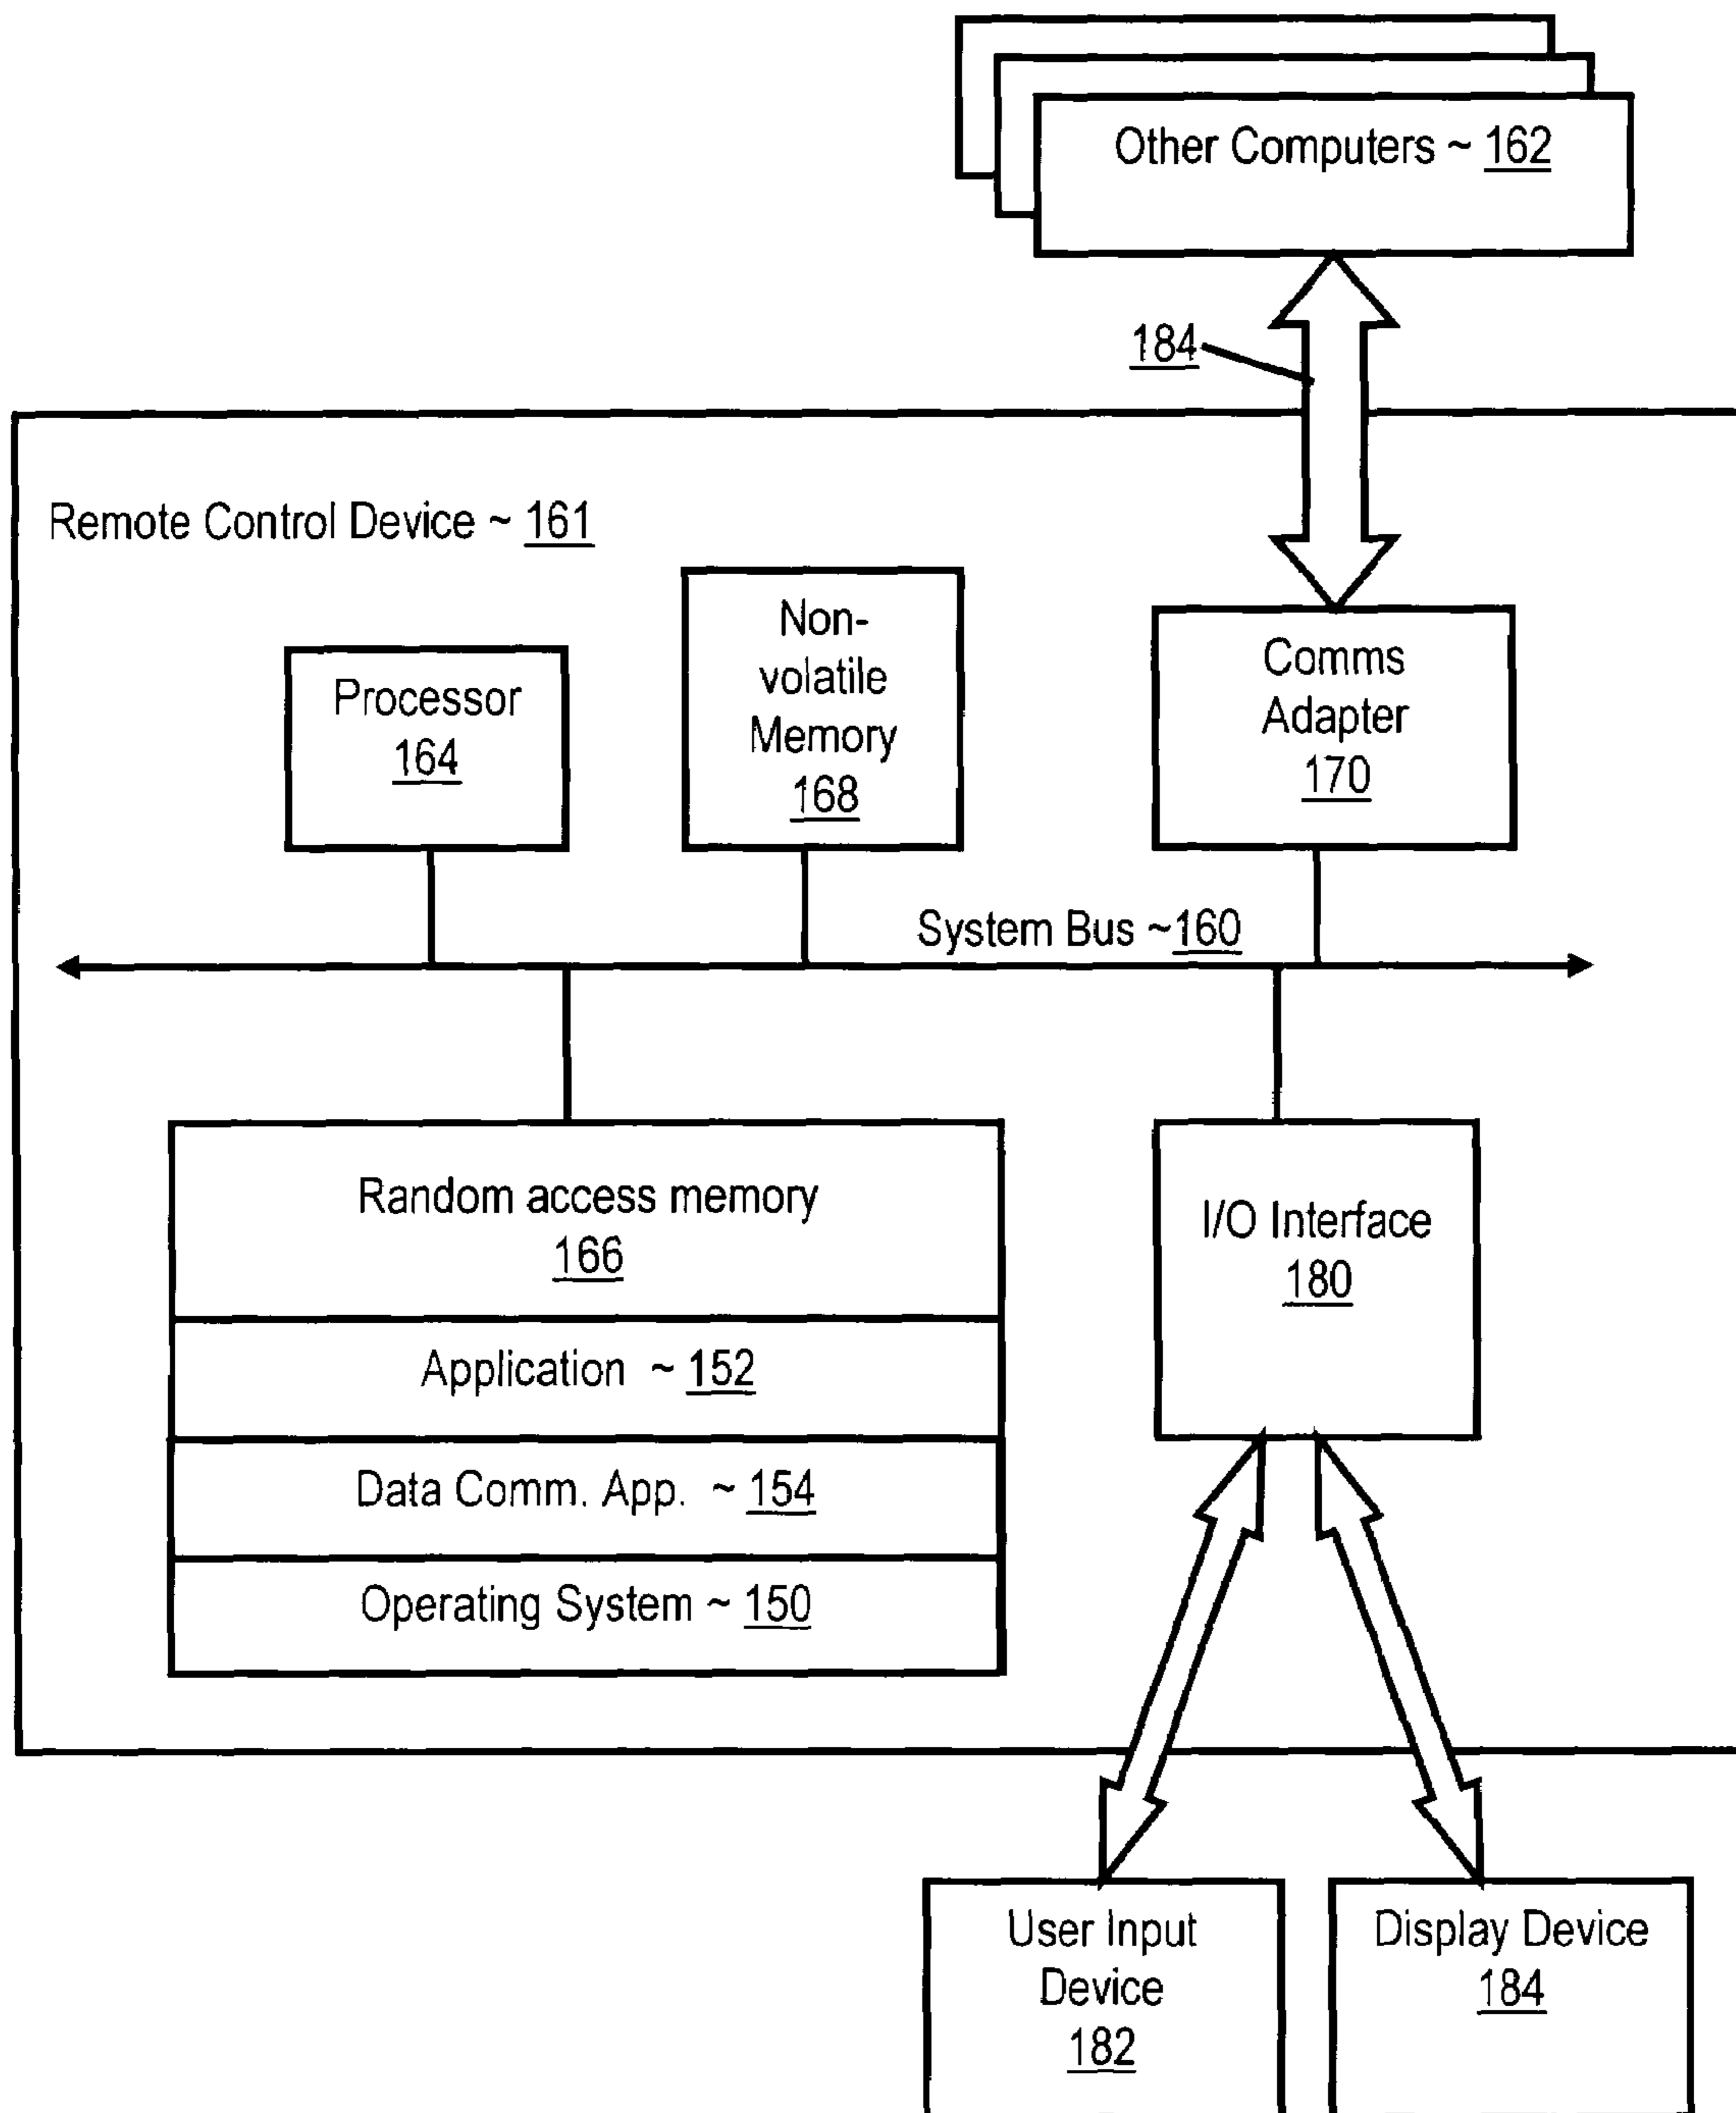 Other Computers ~ 162
184
Remote Control Device ~ 161
Non-
volatile
Memory
168
Processor
164
Comms
Adapter
170
System Bus ~160
Random access memory
166
I/O Interface
180
Application ~ 152
Data Comm. App. ~ 154
Operating System ~ 150
User Input
Device
182
Display Device
184